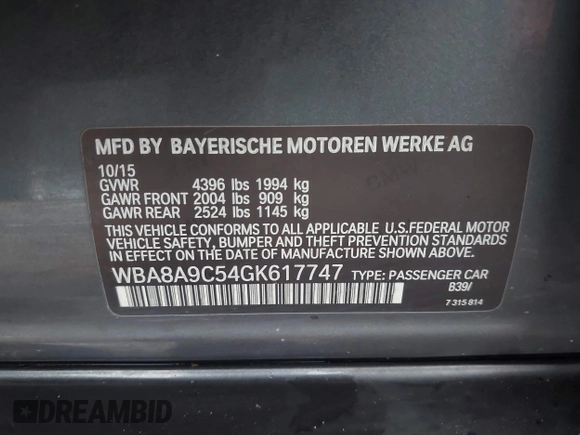 MFD BY BAYERISCHE MOTOREN WERKE AG
10/15
GVWR 4396 lbs 1994 kg
GAWR FRONT 2004 lbs 909 kg
GAWR REAR 2524 lbs 1145 kg
THIS VEHICLE CONFORMS TO ALL APPLICABLE U.S.FEDERAL MOTOR
VEHICLE SAFETY, BUMPER AND THEFT PREVENTION
STANDARDS IN EFFECT ON THE DATE OF
MANUFACTURE SHOWN ABOVE.
WBA8A9C54GK617747 TYPE: PASSENGER CAR
B39/
7 315 814
DREAMBID